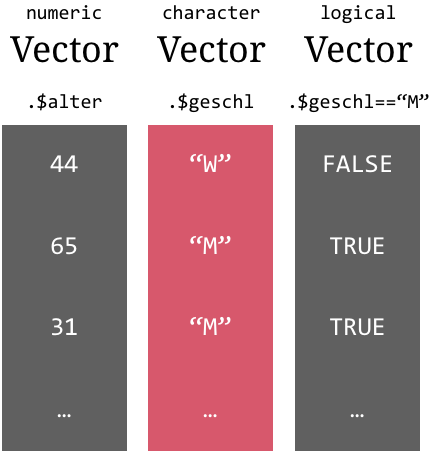 numeric character logical
Vector Vector Vector
.$alter .$geschl .$geschl==“M”
44 “W” FALSE
65 “M” TRUE
31 “M” TRUE
… … …